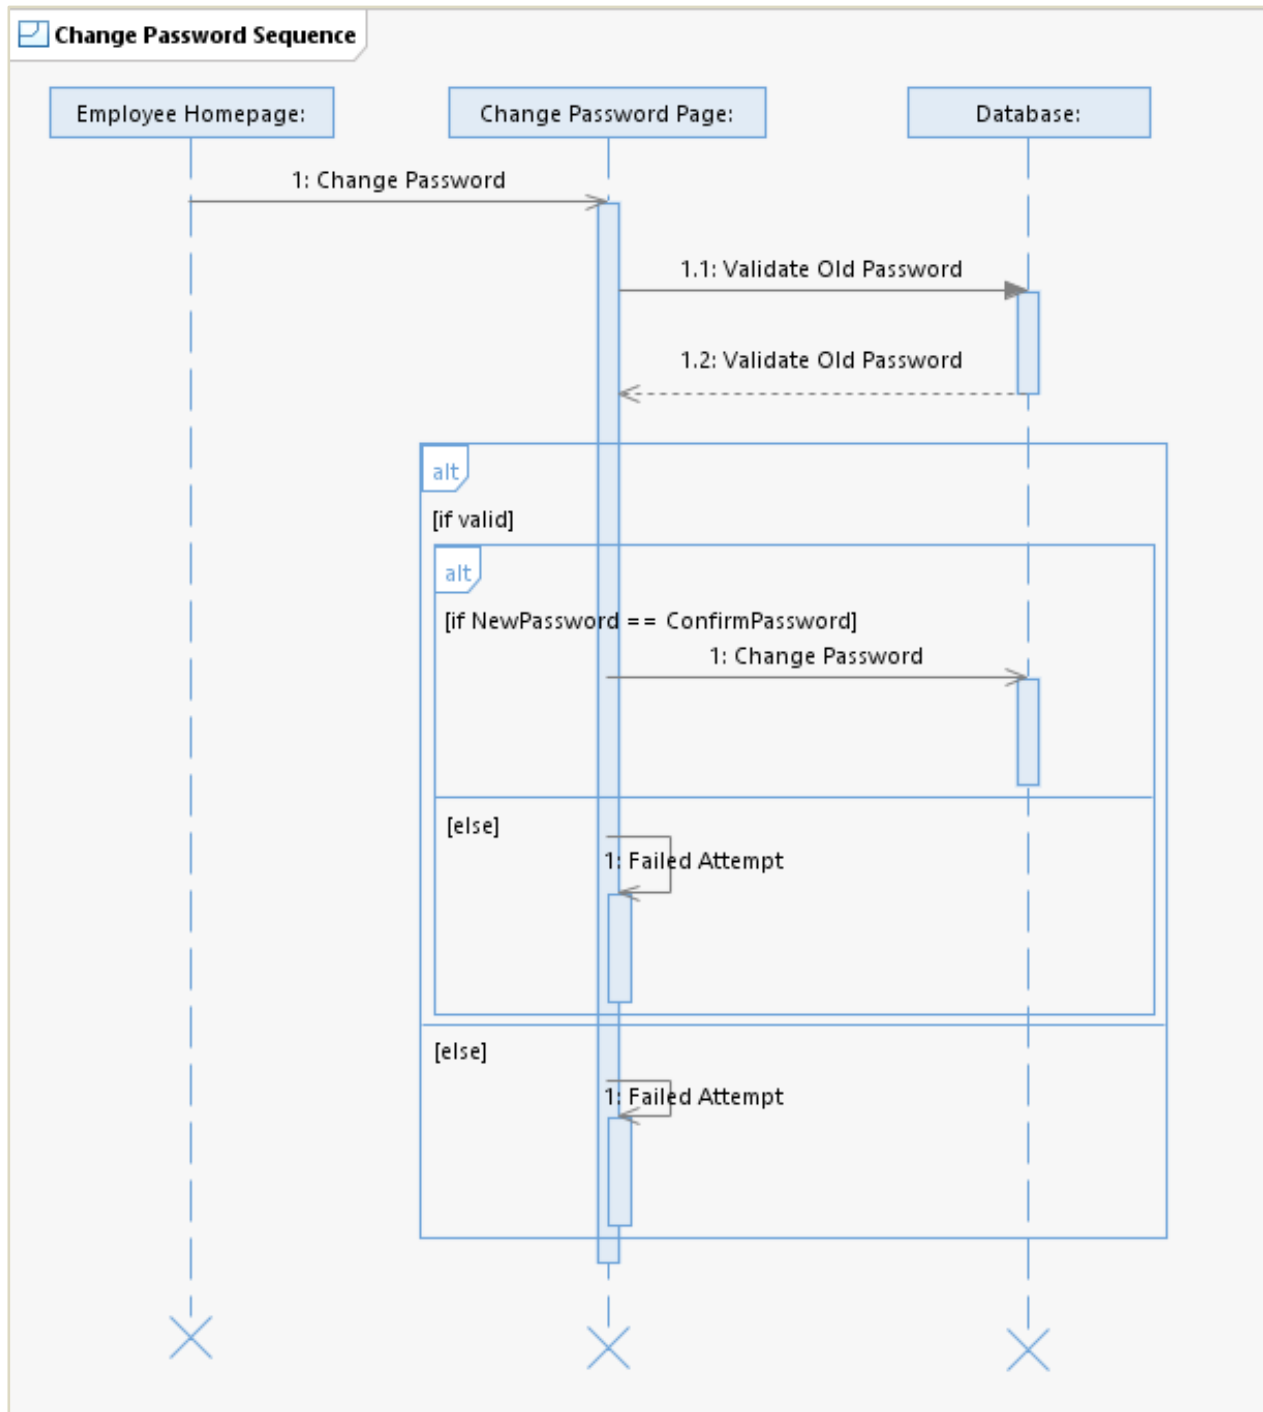 Change Password Sequence
Employee Homepage:
Change Password Page:
Database:
1: Change Password
1.1: Validate Old Password
1.2: Validate Old Password
alt
[if valid]
alt
[if NewPassword == ConfirmPassword]
1: Change Password
[else]
1: Failed Attempt
[else]
1: Failed Attempt